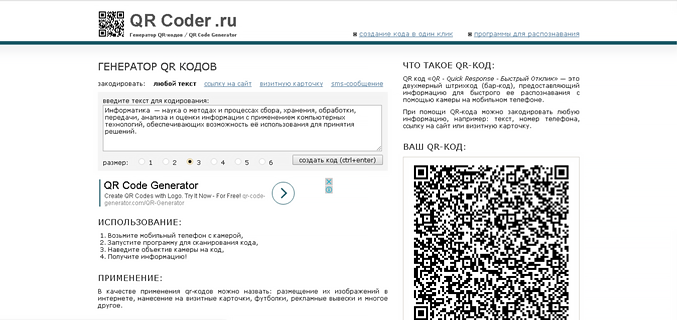 QR Coder.ru
Генератор QR-кодов / QR Code Generator
создание кода в один клик
программы для распознавания
ГЕНЕРАТОР QR КОДОВ
закодировать: любой текст ссылку на сайт визитную карточку sms-сообщение
введите текст для кодирования:
Информатика — наука о методах и процессах сбора, хранения, обработки,
передачи, анализа и оценки информации с применением компьютерных
технологий, обеспечивающих возможность её использования для принятия
решений.
размер: 1 2 3 4 5 6 создать код (ctrl+enter)
QR Code Generator
Create QR Codes with Logo. Try It Now - For Free! qr-code-
generator.com/QR-Generator
ИСПОЛЬЗОВАНИЕ:
1. Возьмите мобильный телефон с камерой,
2. Запустите программу для сканирования кода,
3. Наведите объектив камеры на код,
4. Получите информацию!
ПРИМЕНЕНИЕ:
В качестве применения qr-кодов можно назвать: размещение их изображений в
интернете, нанесение на визитные карточки, футболки, рекламные вывески и многое
другое.
ЧТО ТАКОЕ QR-КОД:
QR код «QR - Quick Response - Быстрый Отклик» — это
двухмерный штрихкод (бар-код), предоставляющий
информацию для быстрого ее распознавания с
помощью камеры на мобильном телефоне.
При помощи QR-кода можно закодировать любую
информацию, например: текст, номер телефона,
ссылку на сайт или визитную карточку.
ВАШ QR-КОД: